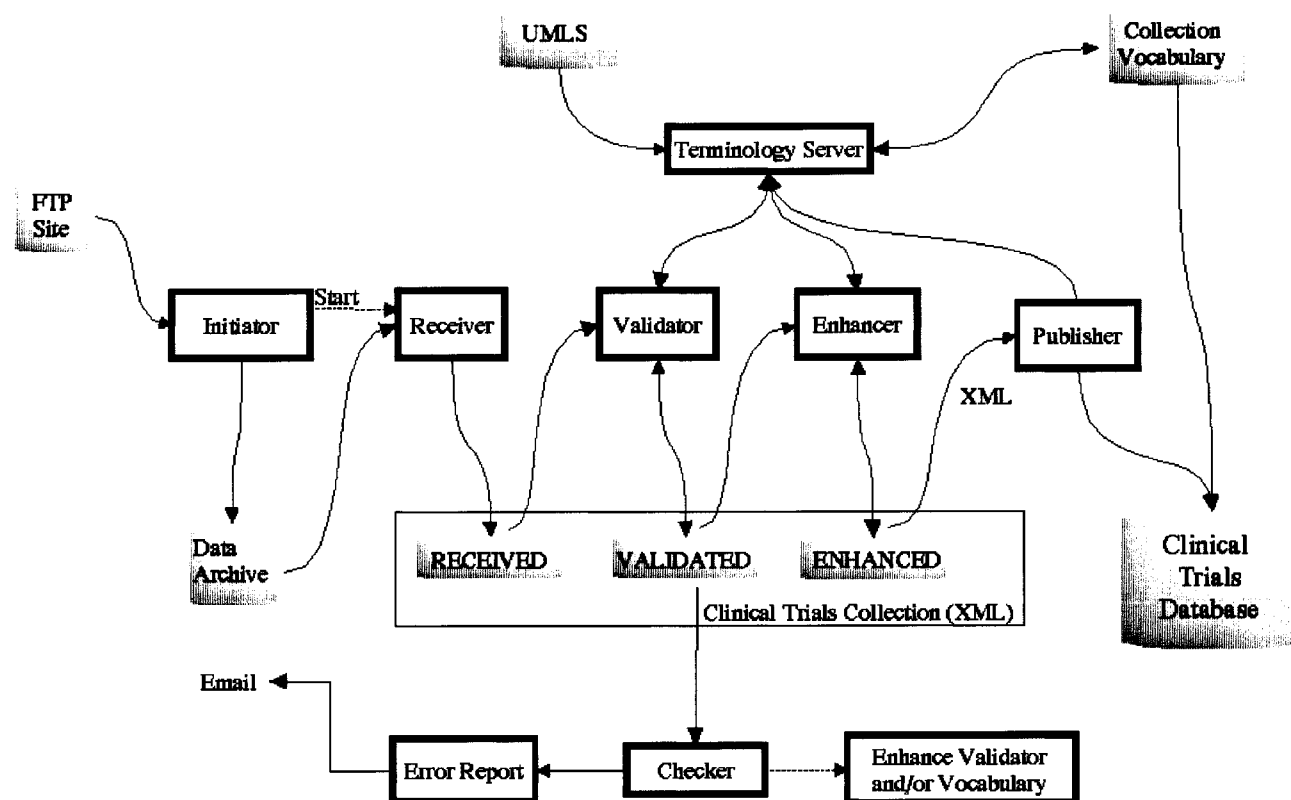 UMLS
Collection
Vocabulary
Terminology Server
FTP
Site
Start
Initiator
Receiver
Validator
Enhancer
Publisher
XML
Data
Archive
RECEIVED
VALIDATED
ENHANCED
Clinical Trials Collection (XML)
Clinical
Trials
Database
Email
Error Report
Checker
Enhance Validator
and/or Vocabulary